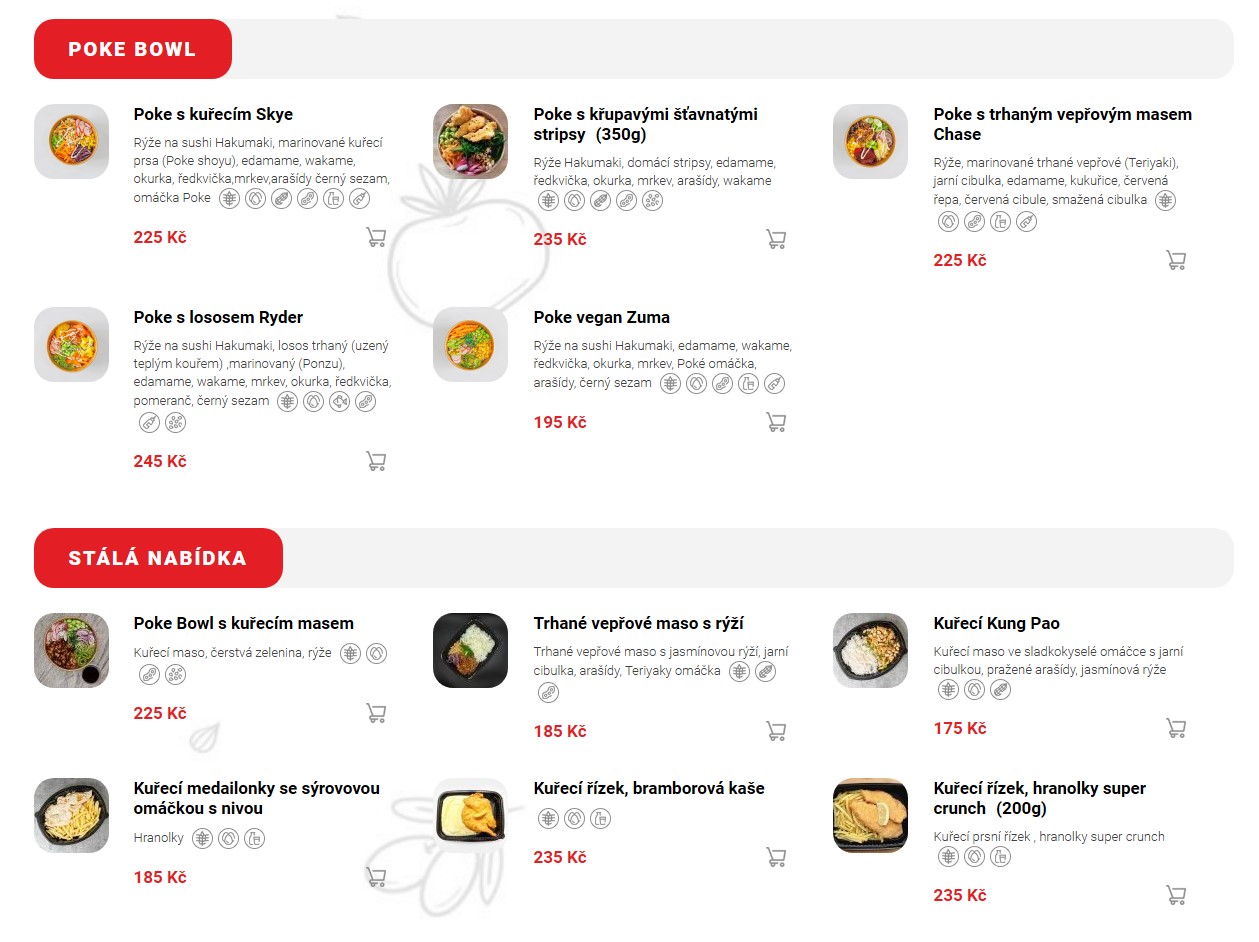 POKE BOWL
Poke s kuřecím Skye
Rýže na sushi Hakumaki, marinované kuřecí
prsa (Poke shoyu), edamame, wakame,
okurka, ředkvička,mrkev,arašídy černý sezam,
omáčka Poke
225 Kč
Poke s křupavými šťavnatými
stripsy (350g)
Rýže Hakumaki, domácí stripsy, edamame,
ředkvička, okurka, mrkev, arašídy, wakame
235 Kč
Poke s trhaným vepřovým masem
Chase
Rýže, marinované trhané vepřové (Teriyaki),
jarní cibulka, edamame, kukuřice, červená
řepa, červená cibule, smažená cibulka
225 Kč
Poke s lososem Ryder
Rýže na sushi Hakumaki, losos trhaný (uzený
teplým kouřem) ,marinovaný (Ponzu),
edamame, wakame, mrkev, okurka, ředkvička,
pomeranč, černý sezam
245 Kč
Poke vegan Zuma
Rýže na sushi Hakumaki, edamame, wakame,
ředkvička, okurka, mrkev, Poké omáčka,
arašídy, černý sezam
195 Kč
STÁLÁ NABÍDKA
Poke Bowl s kuřecím masem
Kuřecí maso, čerstvá zelenina, rýže
225 Kč
Trhané vepřové maso s rýží
Trhané vepřové maso s jasmínovou rýží, jarní
cibulka, arašídy, Teriyaky omáčka
185 Kč
Kuřecí Kung Pao
Kuřecí maso ve sladkokyselé omáčce s jarní
cibulkou, pražené arašídy, jasmínová rýže
175 Kč
Kuřecí medailonky se sýrovovou
omáčkou s nivou
Hranolky
185 Kč
Kuřecí řízek, bramborová kaše
235 Kč
Kuřecí řízek, hranolky super
crunch (200g)
Kuřecí prsní řízek , hranolky super crunch
235 Kč